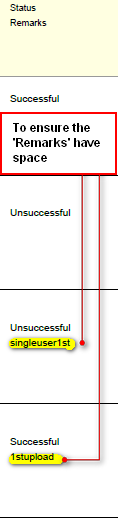 Status
Remarks
Successful
To ensure the
'Remarks' have
space
Unsuccessful
Unsuccessful
singleuser1st
Successful
1stupload